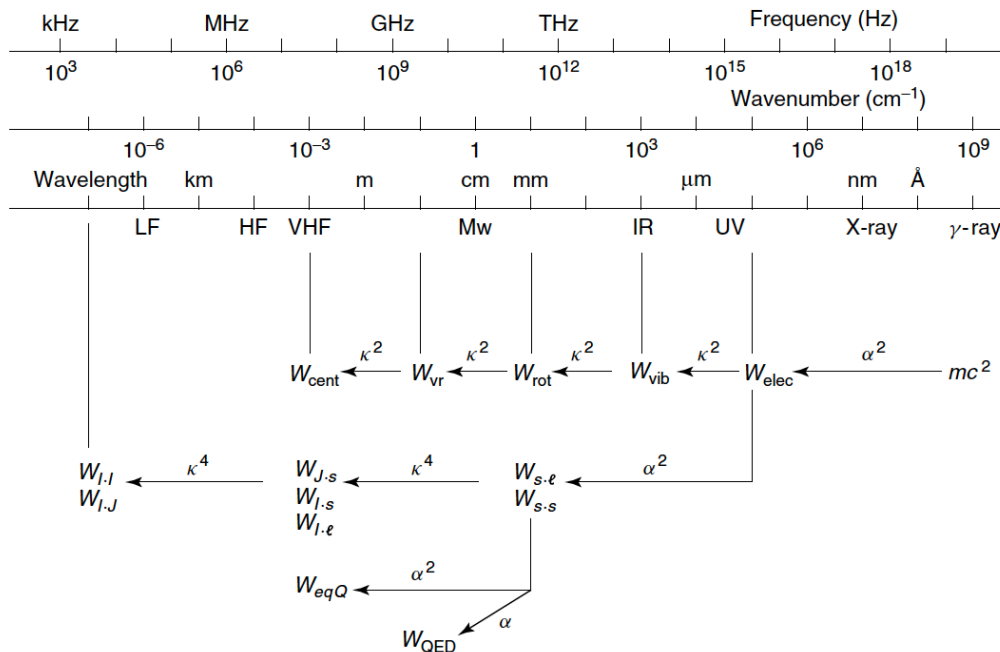 kHz MHz GHz THz Frequency (Hz)
10³ 10⁶ 10⁹ 10¹² 10¹⁵ 10¹⁸
Wavenumber (cm⁻¹)
10⁻⁶ 10⁻³ 1 10³ 10⁶ 10⁹
Wavelength km m cm mm μm nm Å
LF HF VHF Mw IR UV X-ray γ-ray
κ² κ² κ² κ² α²
W_cent W_vr W_rot W_vib W_elec mc²
κ⁴ κ⁴ α²
W_I·I W_J·s W_s·ℓ
W_I·J W_I·s W_s·s
W_I·ℓ
α²
W_eqQ
α
W_QED